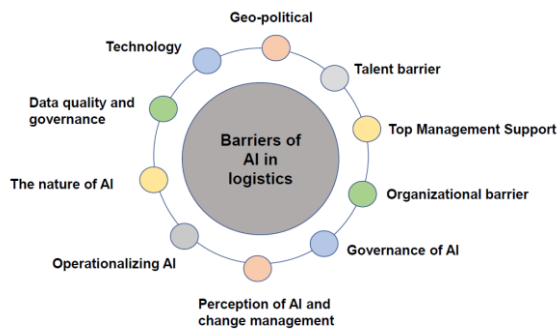 Geo-political
Technology
Talent barrier
Data quality and
governance
Top Management Support
Barriers of
AI in
logistics
The nature of AI
Organizational barrier
Governance of AI
Operationalizing AI
Perception of AI and
change management